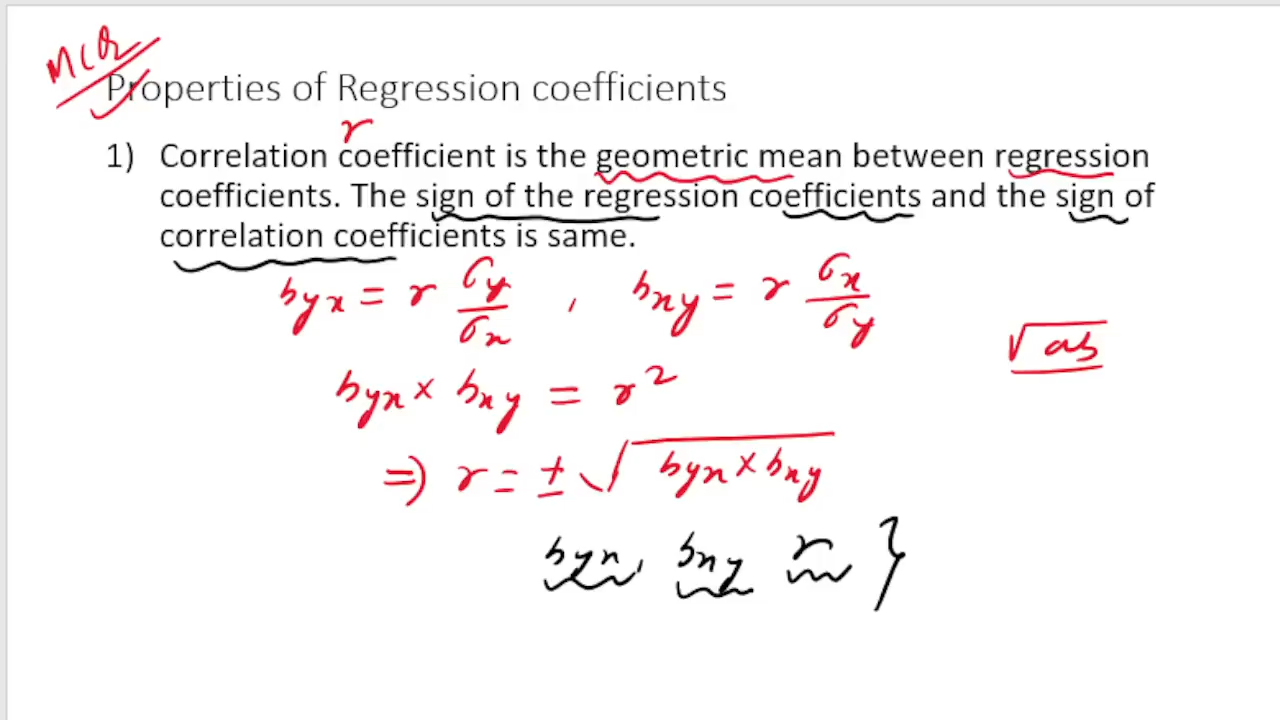 MCQ
Properties of Regression coefficients
r
1) Correlation coefficient is the geometric mean between regression
coefficients. The sign of the regression coefficients and the sign of
correlation coefficients is same.
byx = r σy/σx , bxy = r σx/σy
√ab
byx × bxy = r²
⇒ r = ± √byx × bxy
byx, bxy r }